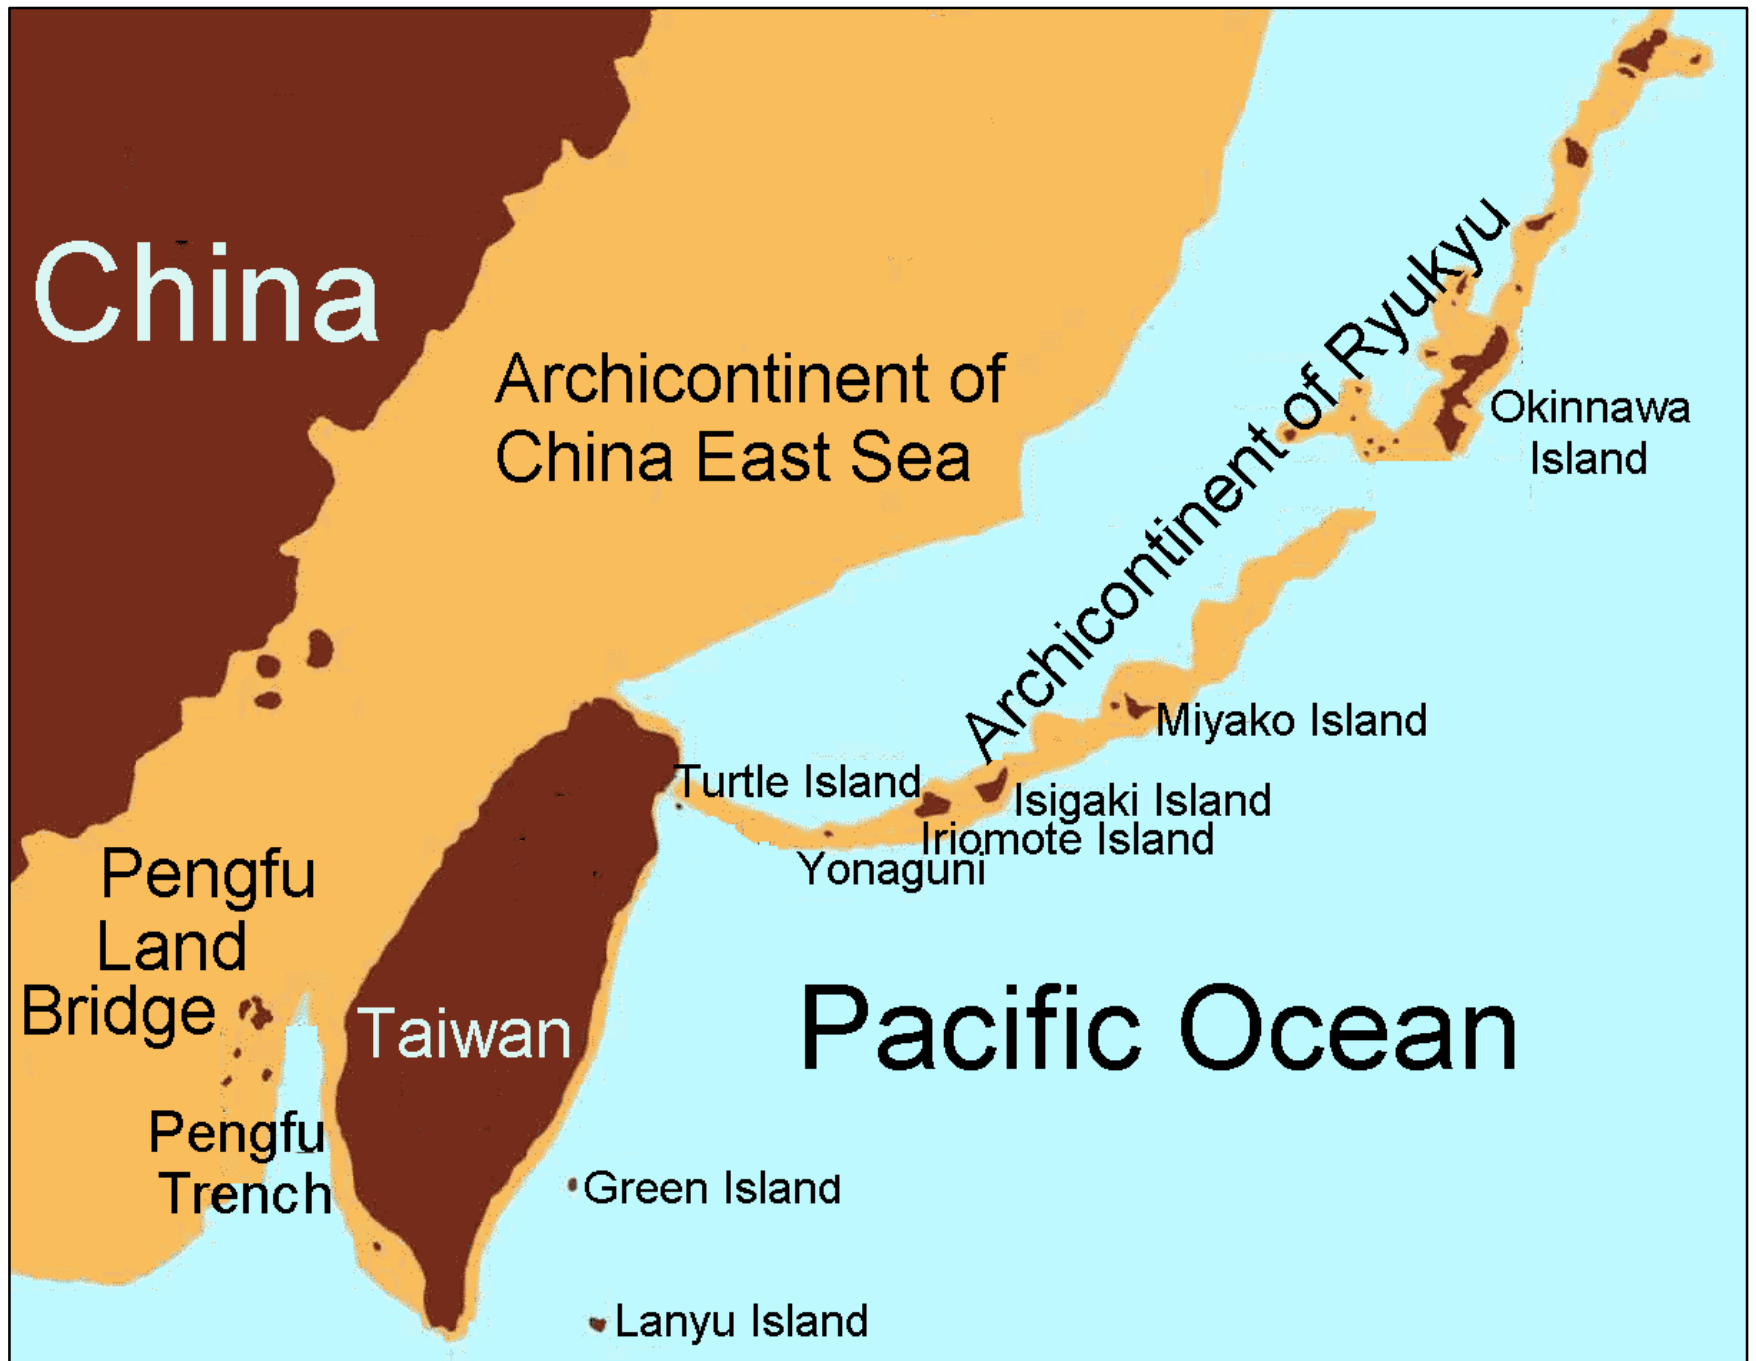 China
Archicontinent of
China East Sea
Archicontinent of Ryukyu
Okinnawa
Island
Miyako Island
Turtle Island
Isigaki Island
Iriomote Island
Yonaguni
Pengfu
Land
Bridge
Taiwan
Pacific Ocean
Pengfu
Trench
Green Island
Lanyu Island